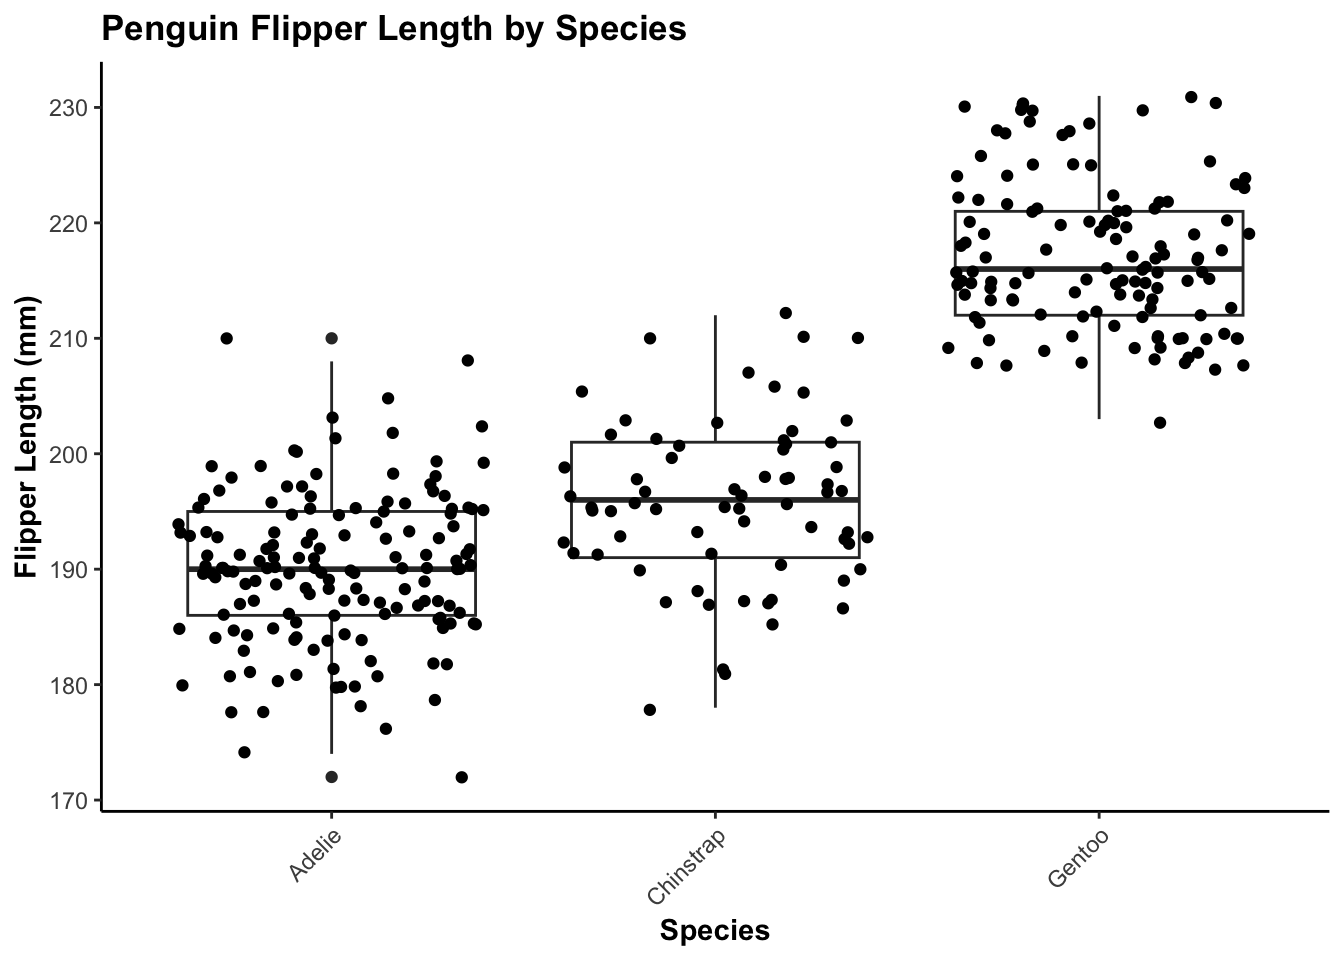 Penguin Flipper Length by Species
Flipper Length (mm)
230
220
210
200
190
180
170
Adelie
Chinstrap
Gentoo
Species